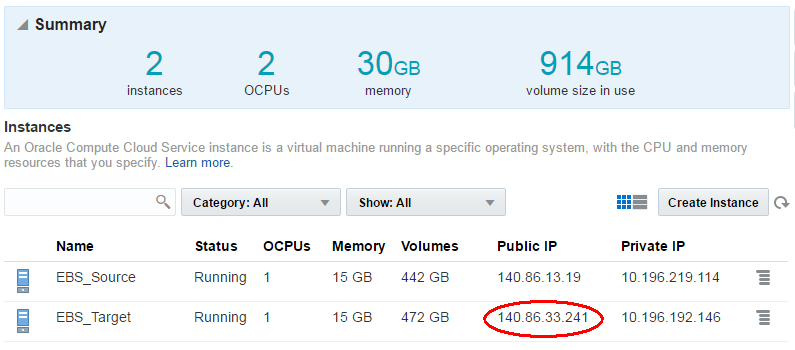 Summary
2 2 30GB 914GB
instances OCPUs memory volume size in use
Instances
An Oracle Compute Cloud Service instance is a virtual machine running a specific operating system, with the CPU and memory
resources that you specify. Learn more.
Category: All Show: All Create Instance
Name Status OCPUs Memory Volumes Public IP Private IP
EBS_Source Running 1 15 GB 442 GB 140.86.13.19 10.196.219.114
EBS_Target Running 1 15 GB 472 GB 140.86.33.241 10.196.192.146